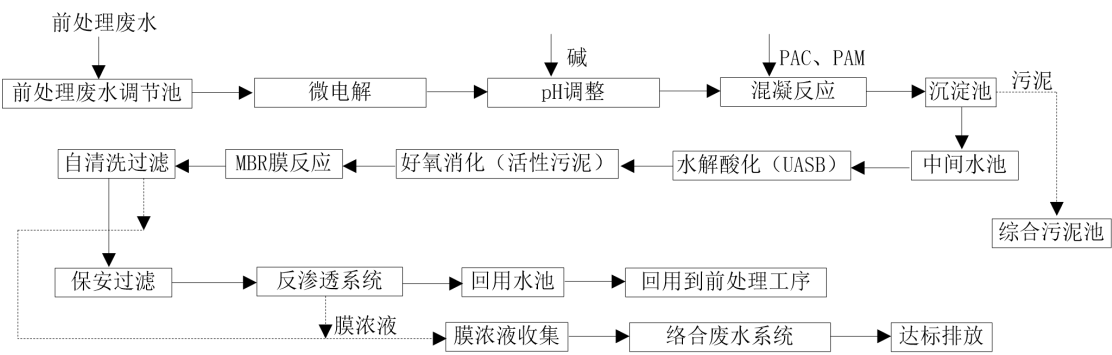 前处理废水
碱
PAC、PAM
前处理废水调节池
微电解
pH调整
混凝反应
沉淀池
污泥
自清洗过滤
MBR膜反应
好氧消化（活性污泥）
水解酸化（UASB）
中间水池
综合污泥池
保安过滤
反渗透系统
回用水池
回用到前处理工序
膜浓液
膜浓液收集
络合废水系统
达标排放